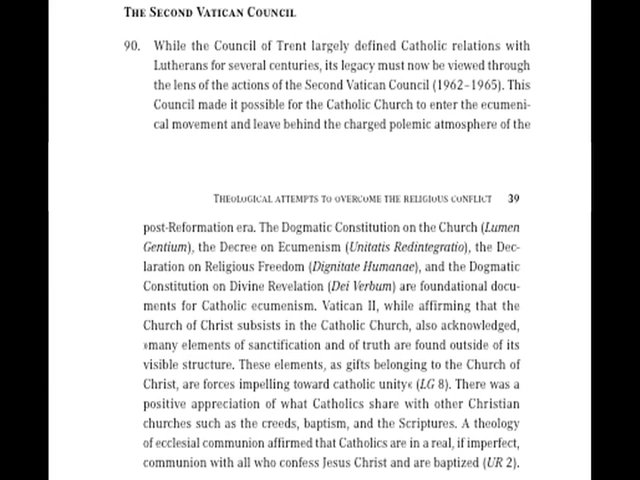 THE SECOND VATICAN COUNCIL
90. While the Council of Trent largely defined Catholic relations with
Lutherans for several centuries, its legacy must now be viewed through
the lens of the actions of the Second Vatican Council (1962–1965). This
Council made it possible for the Catholic Church to enter the ecumeni-
cal movement and leave behind the charged polemic atmosphere of the
THEOLOGICAL ATTEMPTS TO OVERCOME THE RELIGIOUS CONFLICT 39
post-Reformation era. The Dogmatic Constitution on the Church (Lumen
Gentium), the Decree on Ecumenism (Unitatis Redintegratio), the Dec-
laration on Religious Freedom (Dignitate Humanae), and the Dogmatic
Constitution on Divine Revelation (Dei Verbum) are foundational docu-
ments for Catholic ecumenism. Vatican II, while affirming that the
Church of Christ subsists in the Catholic Church, also acknowledged,
»many elements of sanctification and of truth are found outside of its
visible structure. These elements, as gifts belonging to the Church of
Christ, are forces impelling toward catholic unity« (LG 8). There was a
positive appreciation of what Catholics share with other Christian
churches such as the creeds, baptism, and the Scriptures. A theology
of ecclesial communion affirmed that Catholics are in a real, if imperfect,
communion with all who confess Jesus Christ and are baptized (UR 2).